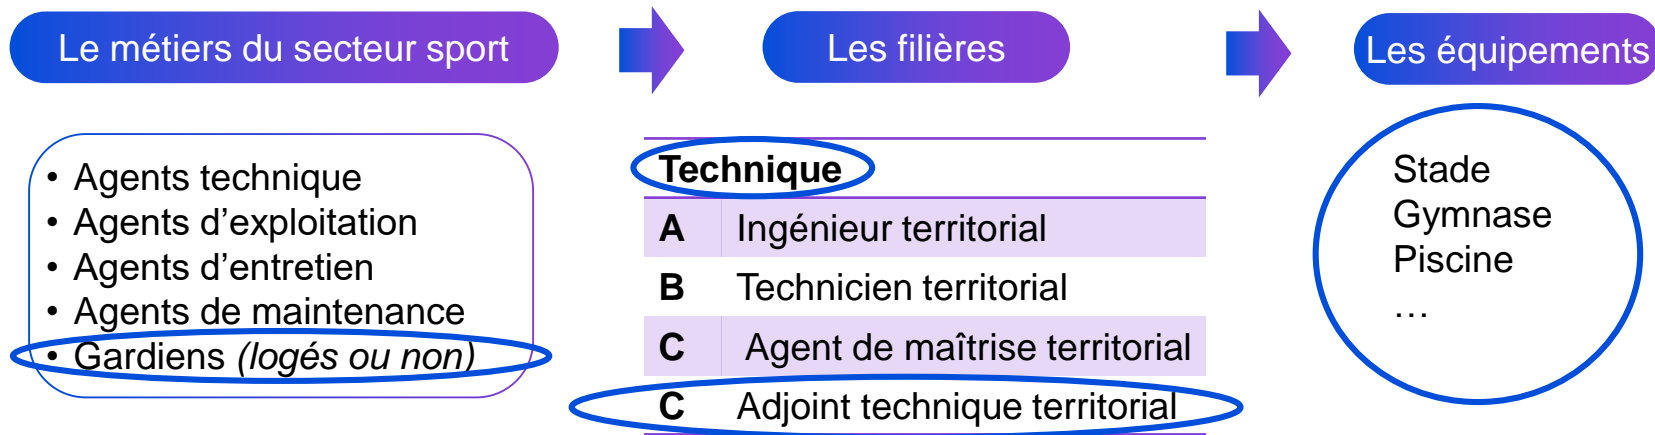 Le métiers du secteur sport
Les filières
Les équipements
• Agents technique
• Agents d’exploitation
• Agents d’entretien
• Agents de maintenance
• Gardiens (logés ou non)
Technique
A Ingénieur territorial
B Technicien territorial
C Agent de maîtrise territorial
C Adjoint technique territorial
Stade
Gymnase
Piscine
…